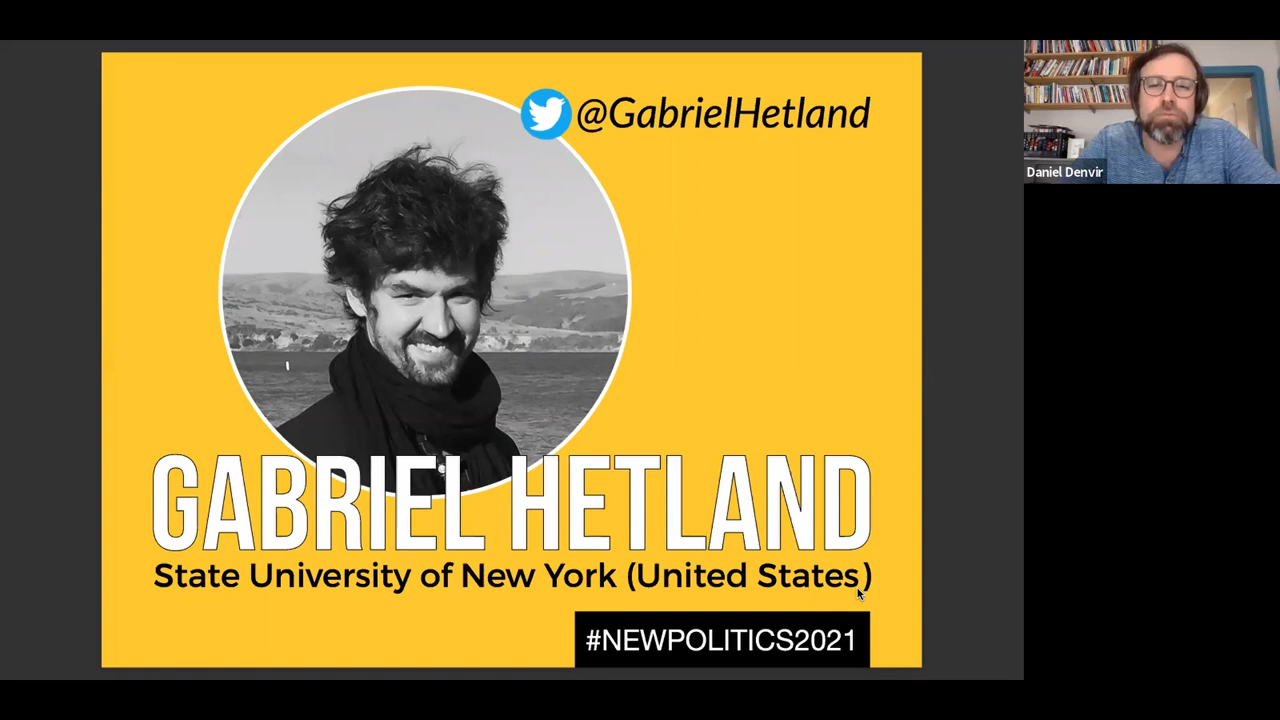 @GabrielHetland
GABRIEL HETLAND
State University of New York (United States)
#NEWPOLITICS2021
Daniel Denvir